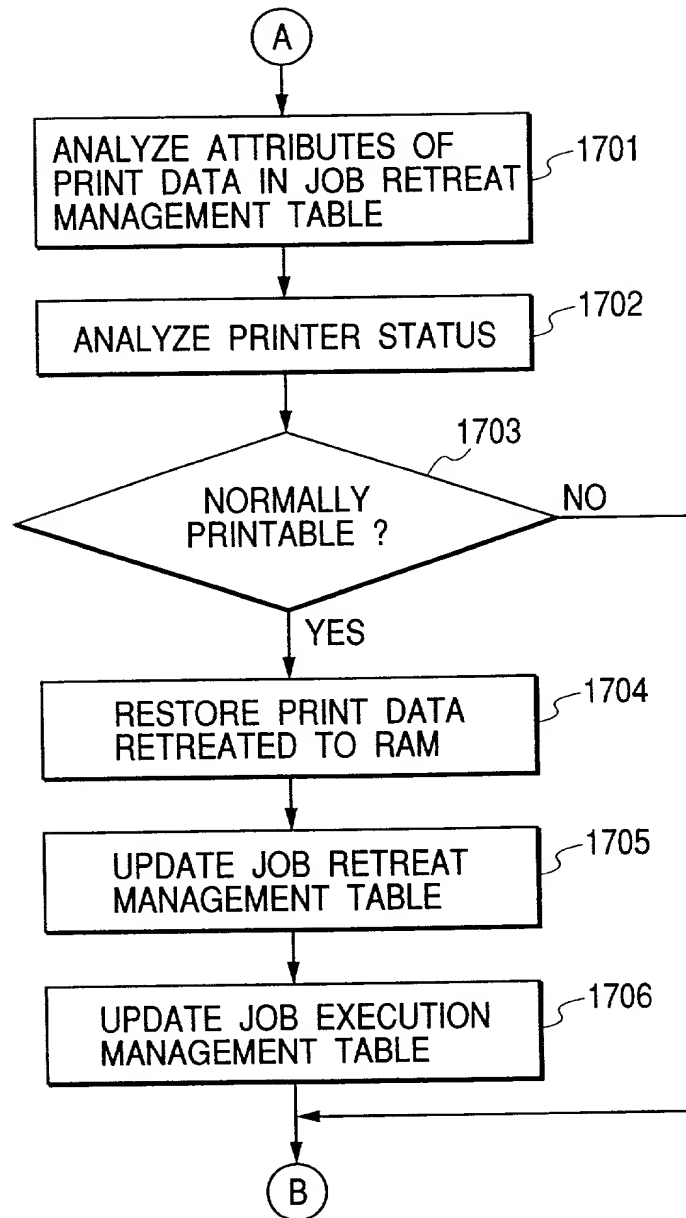 A
ANALYZE ATTRIBUTES OF
PRINT DATA IN JOB RETREAT
MANAGEMENT TABLE
1701
ANALYZE PRINTER STATUS
1702
1703
NORMALLY
PRINTABLE ?
NO
YES
RESTORE PRINT DATA
RETREATED TO RAM
1704
UPDATE JOB RETREAT
MANAGEMENT TABLE
1705
UPDATE JOB EXECUTION
MANAGEMENT TABLE
1706
B